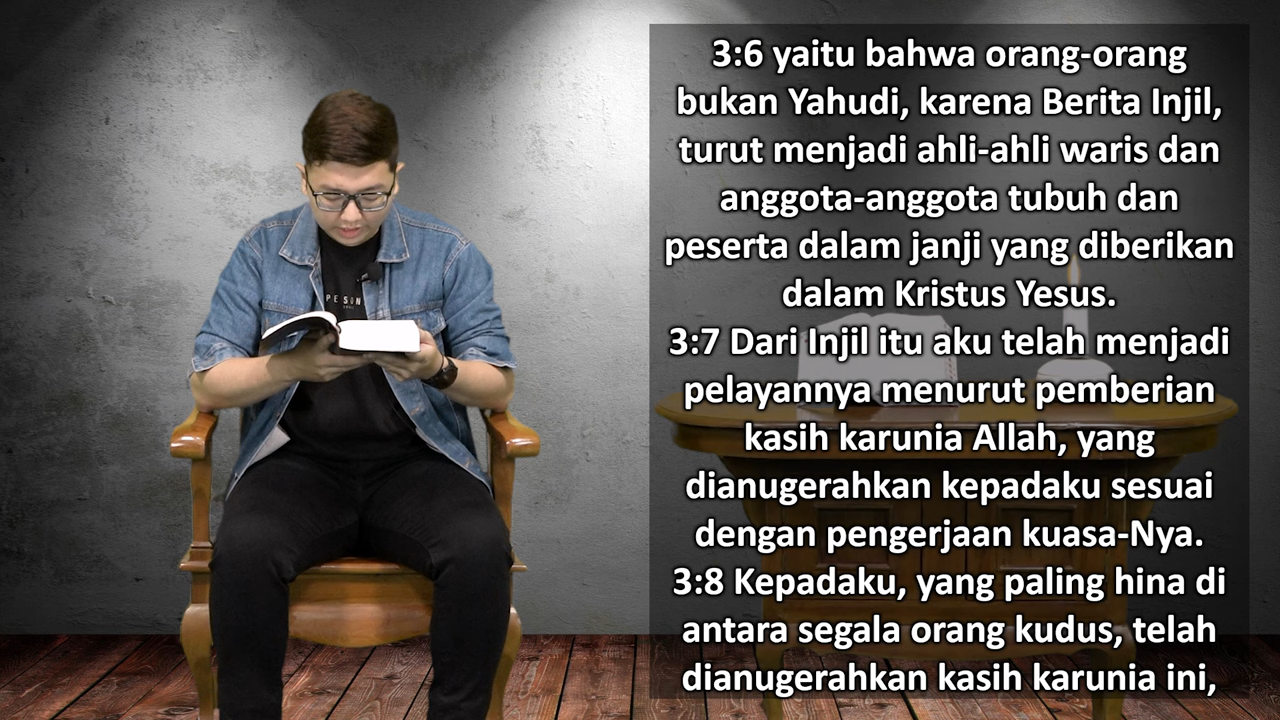 3:6 yaitu bahwa orang-orang
bukan Yahudi, karena Berita Injil,
turut menjadi ahli-ahli waris dan
anggota-anggota tubuh dan
peserta dalam janji yang diberikan
dalam Kristus Yesus.
3:7 Dari Injil itu aku telah menjadi
pelayannya menurut pemberian
kasih karunia Allah, yang
dianugerahkan kepadaku sesuai
dengan pengerjaan kuasa-Nya.
3:8 Kepadaku, yang paling hina di
antara segala orang kudus, telah
dianugerahkan kasih karunia ini,